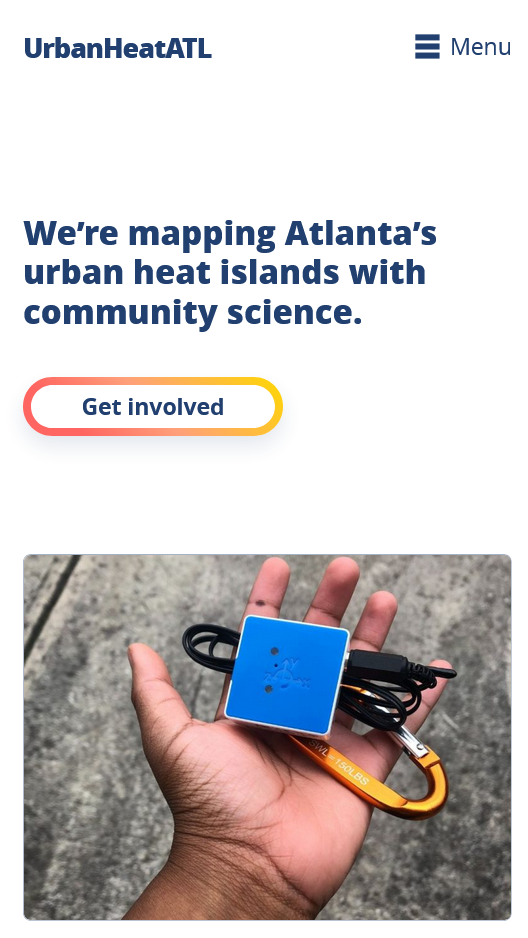 UrbanHeatATL
Menu
We’re mapping Atlanta’s
urban heat islands with
community science.
Get involved
SWL=150LBS